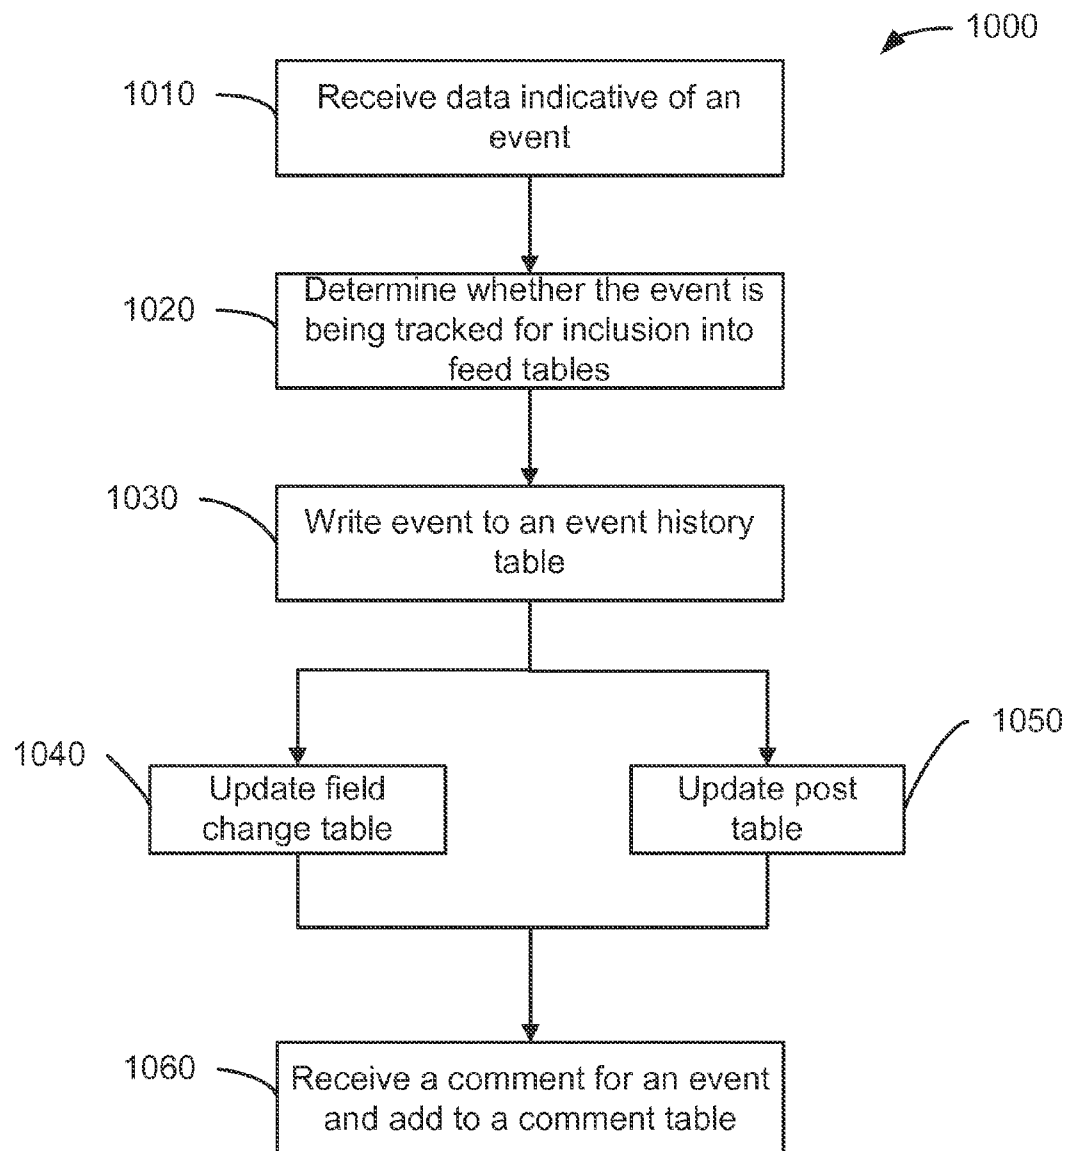 1000
1010
Receive data indicative of an
event
1020
Determine whether the event is
being tracked for inclusion into
feed tables
1030
Write event to an event history
table
1040
Update field
change table
1050
Update post
table
1060
Receive a comment for an event
and add to a comment table